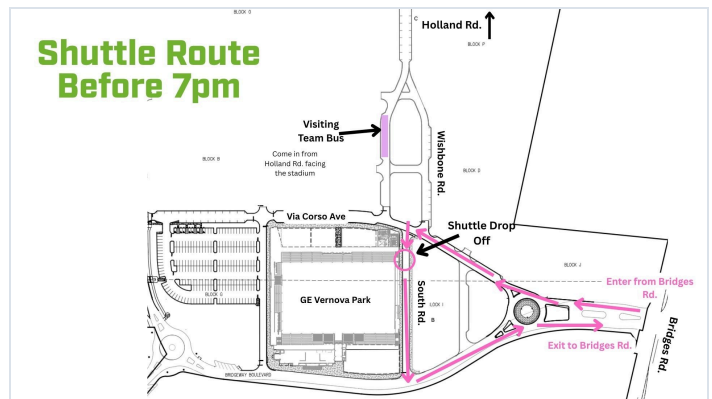 BLOCK O
C
Holland Rd.
BLOCK P
Shuttle Route
Before 7pm
Visiting
Team Bus
Come in from
Holland Rd. facing
the stadium
Wishbone Rd.
BLOCK B
BLOCK D
Via Corso Ave
Shuttle Drop
Off
BLOCK J
Enter from Bridges
Rd.
GE Vernova Park
South Rd.
LOCK I
B
BLOCK G
Bridges Rd.
Exit to Bridges Rd.
BRIDGEWAY BOULEVARD